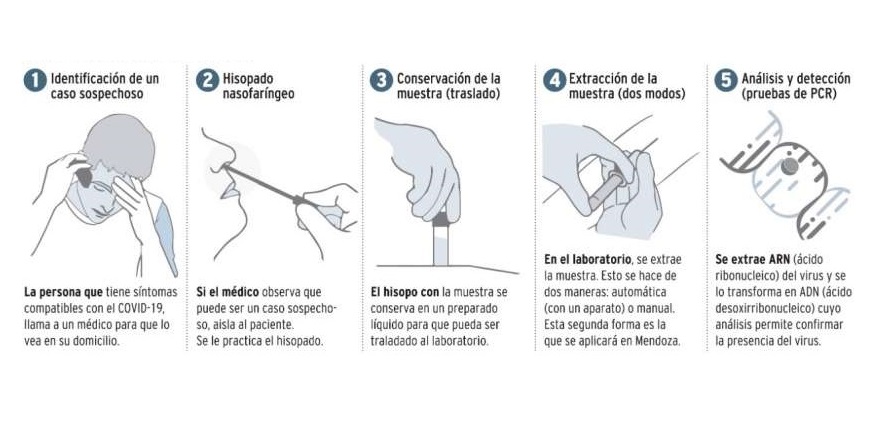 1 Identificación de un
caso sospechoso
La persona que tiene síntomas
compatibles con el COVID-19,
llama a un médico para que lo
vea en su domicilio.
2 Hisopado
nasofaríngeo
Si el médico observa que
puede ser un caso sospecho-
so, aisla al paciente.
Se le practica el hisopado.
3 Conservación de la
muestra (traslado)
El hisopo con la muestra se
conserva en un preparado
líquido para que pueda ser
traladado al laboratorio.
4 Extracción de la
muestra (dos modos)
En el laboratorio, se extrae
la muestra. Esto se hace de
dos maneras: automática
(con un aparato) o manual.
Esta segunda forma es la
que se aplicará en Mendoza.
5 Análisis y detección
(pruebas de PCR)
Se extrae ARN (ácido
ribonucleico) del virus y se
lo transforma en ADN (ácido
desoxirribonucleico) cuyo
análisis permite confirmar
la presencia del virus.